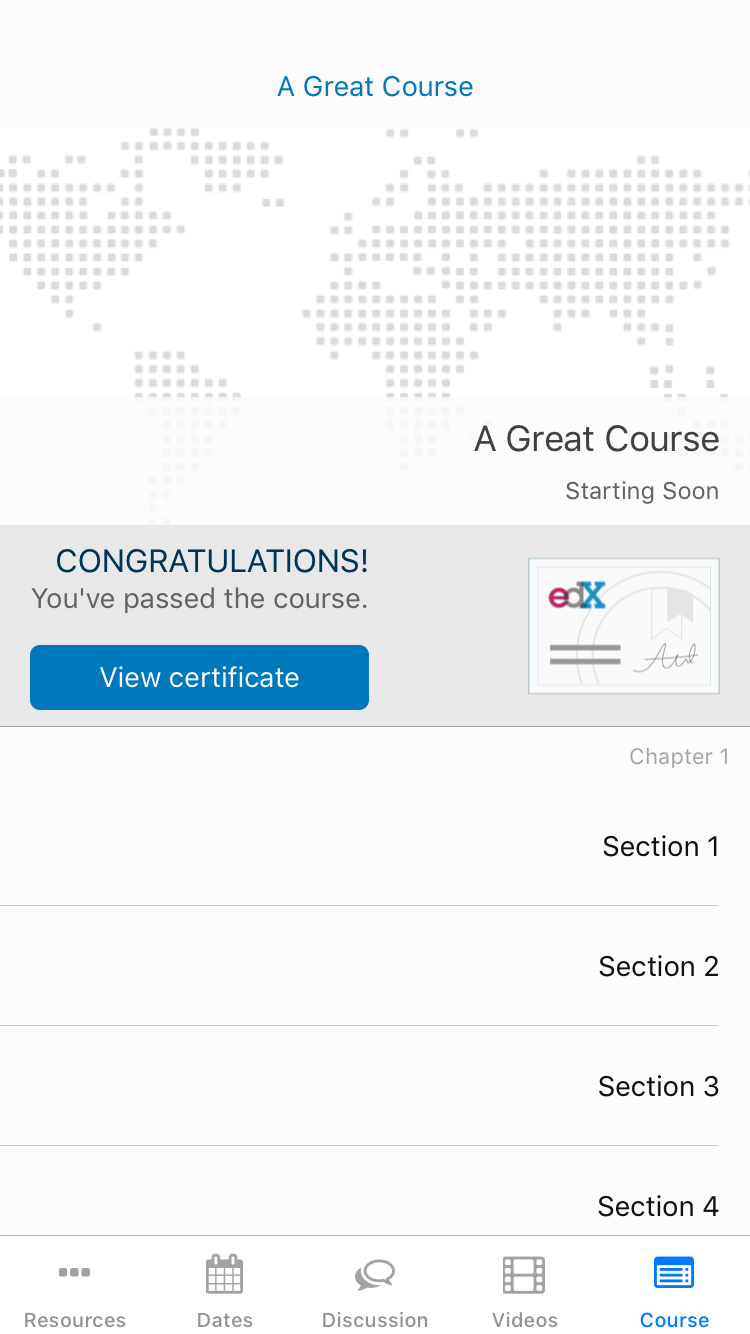 A Great Course
A Great Course
Starting Soon
CONGRATULATIONS!
You've passed the course.
View certificate
edX
Chapter 1
Section 1
Section 2
Section 3
Section 4
Resources
Dates
Discussion
Videos
Course